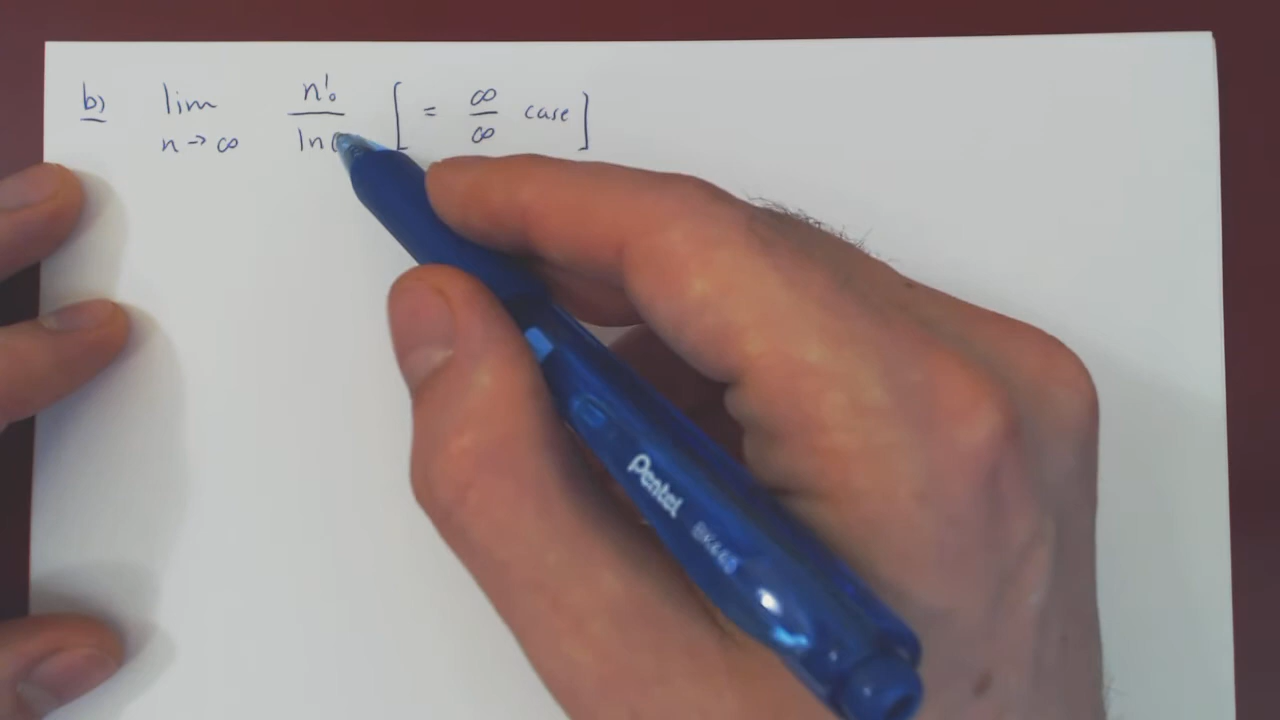 b) lim n→∞ n! / ln( [ = ∞/∞ case ]
Pentel